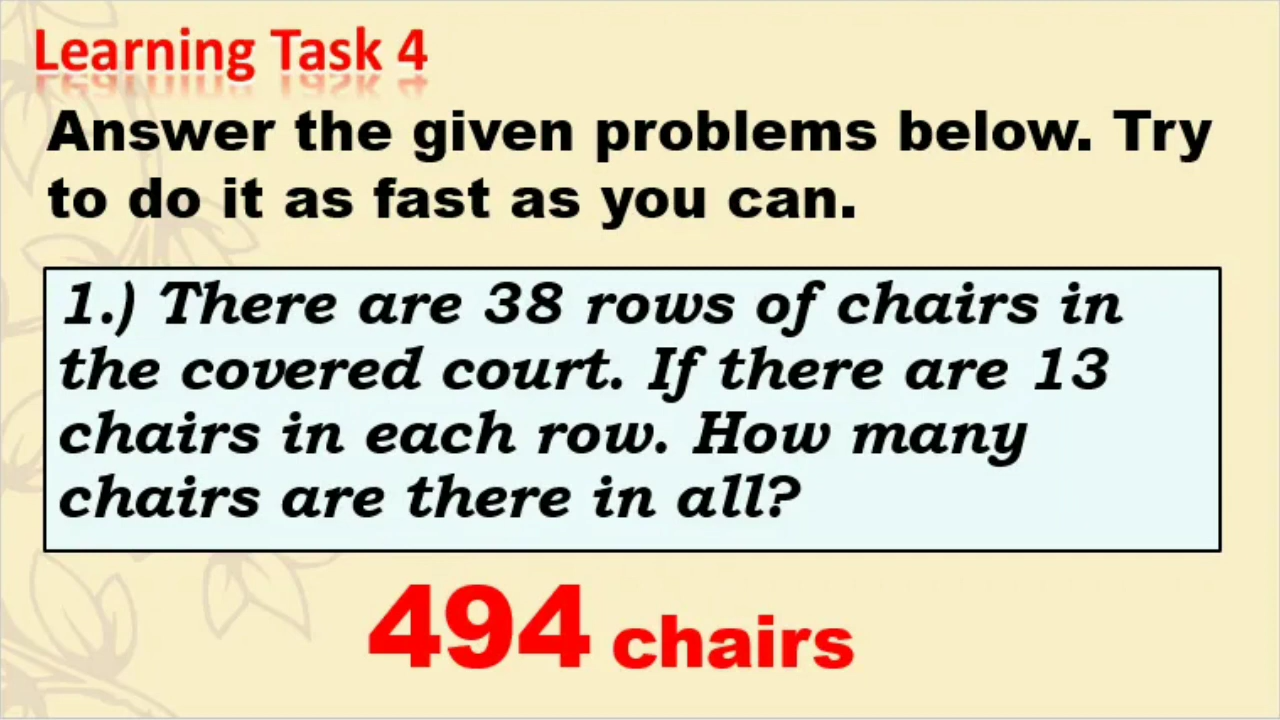 Learning Task 4
Answer the given problems below. Try
to do it as fast as you can.
1.) There are 38 rows of chairs in
the covered court. If there are 13
chairs in each row. How many
chairs are there in all?
494 chairs